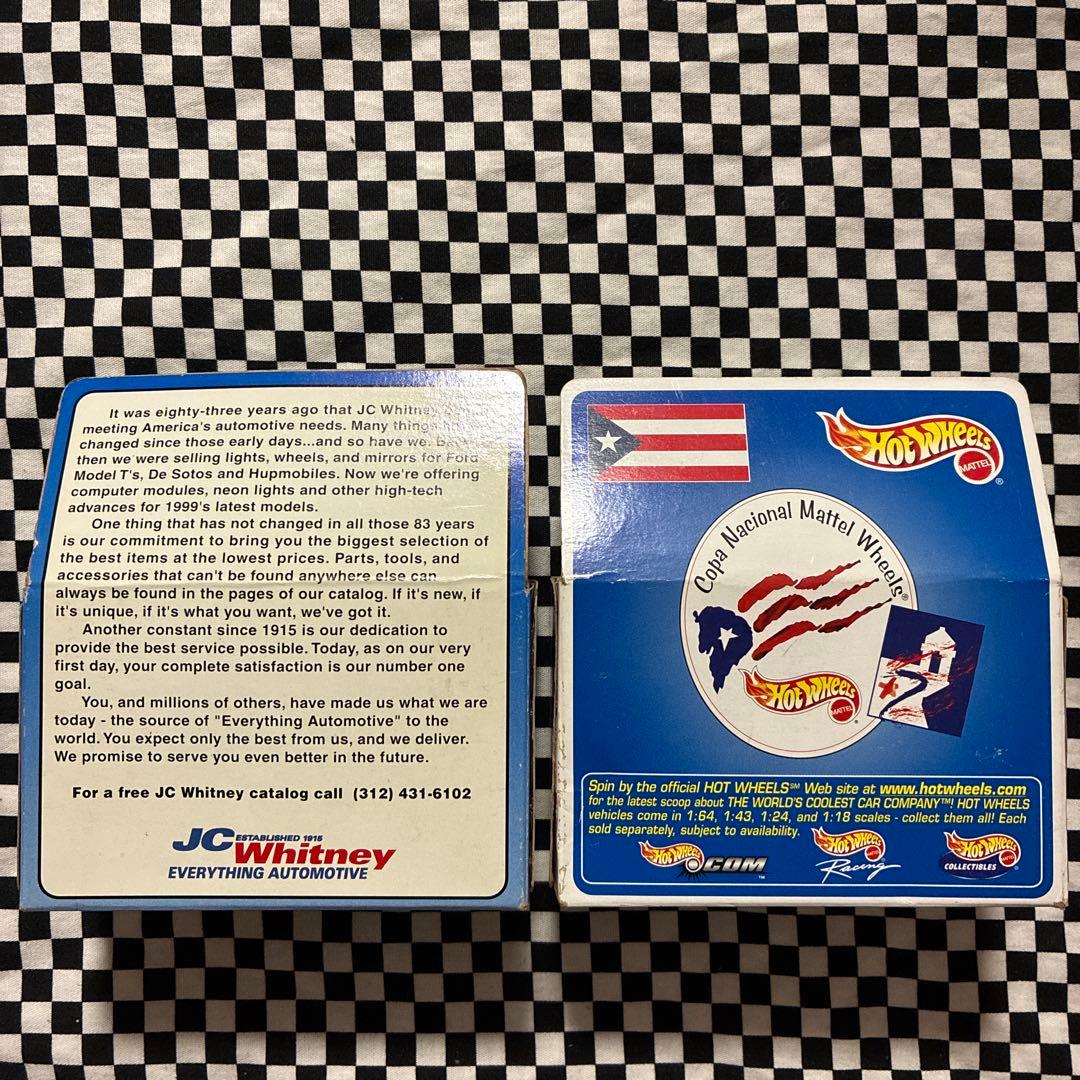 It was eighty-three years ago that JC Whitney
meeting America's automotive needs. Many things
changed since those early days...and so have we.
then we were selling lights, wheels, and mirrors for Ford
Model T's, De Sotos and Hupmobiles. Now we're offering
computer modules, neon lights and other high-tech
advances for 1999's latest models.
One thing that has not changed in all those 83 years
is our commitment to bring you the biggest selection of
the best items at the lowest prices. Parts, tools, and
accessories that can't be found anywhere else can
always be found in the pages of our catalog. If it's new, if
it's unique, if it's what you want, we've got it.
Another constant since 1915 is our dedication to
provide the best service possible. Today, as on our very
first day, your complete satisfaction is our number one
goal.
You, and millions of others, have made us what we are
today - the source of "Everything Automotive" to the
world. You expect only the best from us, and we deliver.
We promise to serve you even better in the future.
For a free JC Whitney catalog call (312) 431-6102
ESTABLISHED 1915
JC Whitney
EVERYTHING AUTOMOTIVE
HOT WHEELS
MATTEL
®
Copa Nacional Mattel Wheels®
HOT WHEELS
MATTEL
®
Spin by the official HOT WHEELS℠ Web site at www.hotwheels.com
for the latest scoop about THE WORLD'S COOLEST CAR COMPANY™! HOT WHEELS
vehicles come in 1:64, 1:43, 1:24, and 1:18 scales - collect them all! Each
sold separately, subject to availability.
HOT WHEELS .COM™
HOT WHEELS Racing
HOT WHEELS COLLECTIBLES